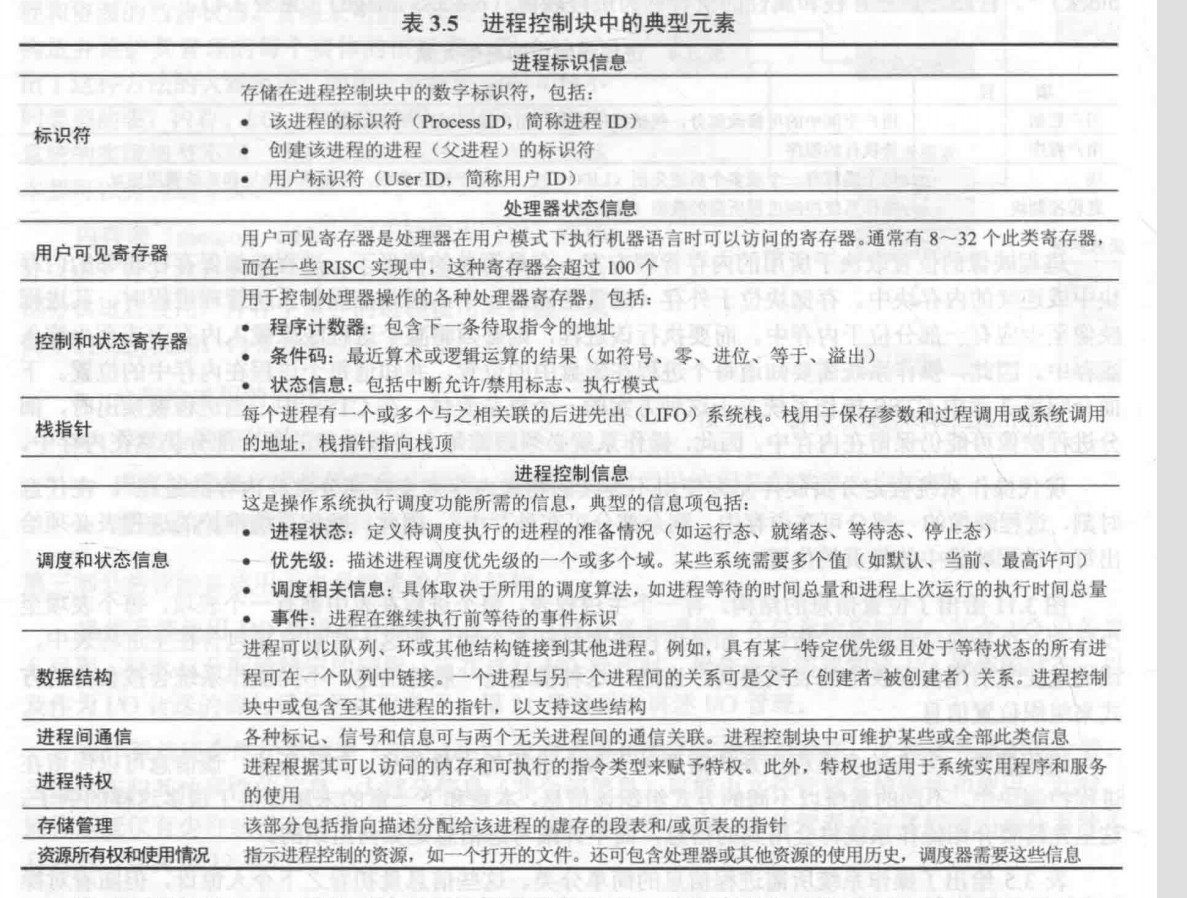 表 3.5 进程控制块中的典型元素
进程标识信息
标识符
存储在进程控制块中的数字标识符，包括：
• 该进程的标识符（Process ID，简称进程 ID）
• 创建该进程的进程（父进程）的标识符
• 用户标识符（User ID，简称用户 ID）
处理器状态信息
用户可见寄存器
用户可见寄存器是处理器在用户模式下执行机器语言时可以访问的寄存器。通常有 8～32 个此类寄存器，
而在一些 RISC 实现中，这种寄存器会超过 100 个
控制和状态寄存器
用于控制处理器操作的各种处理器寄存器，包括：
• 程序计数器：包含下一条待取指令的地址
• 条件码：最近算术或逻辑运算的结果（如符号、零、进位、等于、溢出）
• 状态信息：包括中断允许/禁用标志、执行模式
栈指针
每个进程有一个或多个与之相关联的后进先出（LIFO）系统栈。栈用于保存参数和过程调用或系统调用
的地址，栈指针指向栈顶
进程控制信息
调度和状态信息
这是操作系统执行调度功能所需的信息。典型的信息项包括：
• 进程状态：定义待调度执行的进程的准备情况（如运行态、就绪态、等待态、停止态）
• 优先级：描述进程调度优先级的一个或多个域。某些系统需要多个值（如默认、当前、最高许可）
• 调度相关信息：具体取决于所用的调度算法，如进程等待的时间总量和进程上次运行的执行时间总量
• 事件：进程在继续执行前等待的事件标识
数据结构
进程可以以队列、环或其他结构链接到其他进程。例如，具有某一特定优先级且处于等待状态的所有进
程可在一个队列中链接。一个进程与另一个进程间的关系可是父子（创建者-被创建者）关系。进程控制
块中或包含至其他进程的指针，以支持这些结构
进程间通信
各种标记、信号和信息可与两个无关进程间的通信关联。进程控制块中可维护某些或全部此类信息
进程特权
进程根据其可以访问的内存和可执行的指令类型来赋予特权。此外，特权也适用于系统实用程序和服务
的使用
存储管理
该部分包括指向描述分配给该进程的虚存的段表和/或页表的指针
资源所有权和使用情况
指示进程控制的资源，如一个打开的文件。还可包含处理器或其他资源的使用历史，调度器需要这些信息